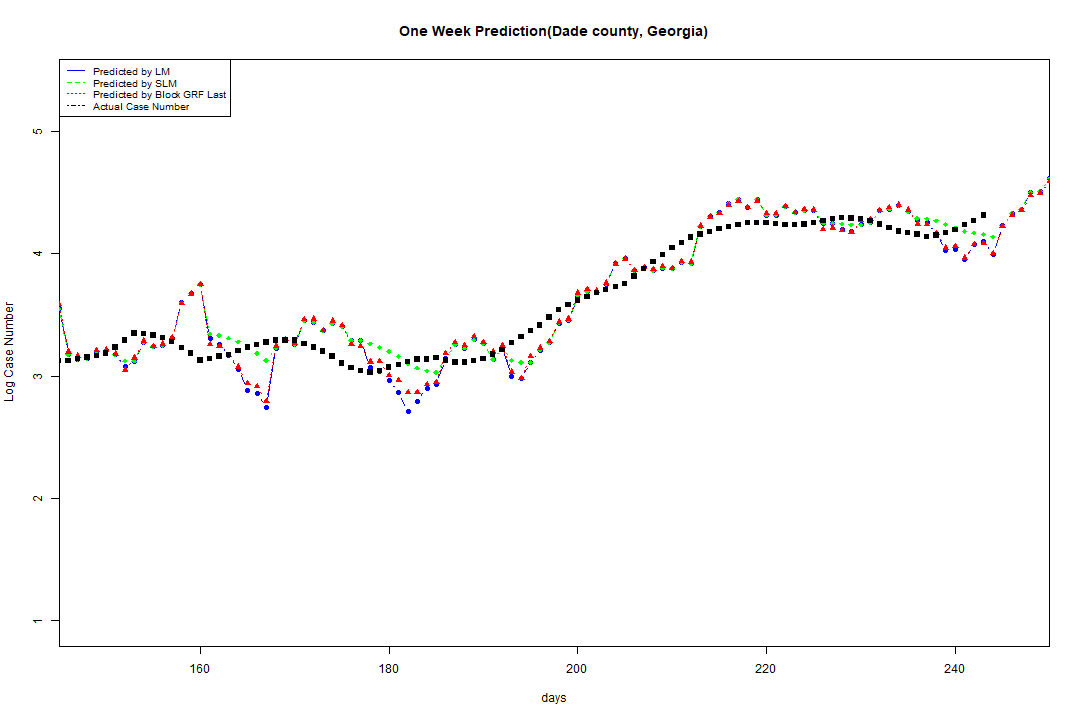 One Week Prediction(Dade county, Georgia)
Predicted by LM
Predicted by SLM
Predicted by Block GRF Last
Actual Case Number
5
4
3
2
1
Log Case Number
160 180 200 220 240
days